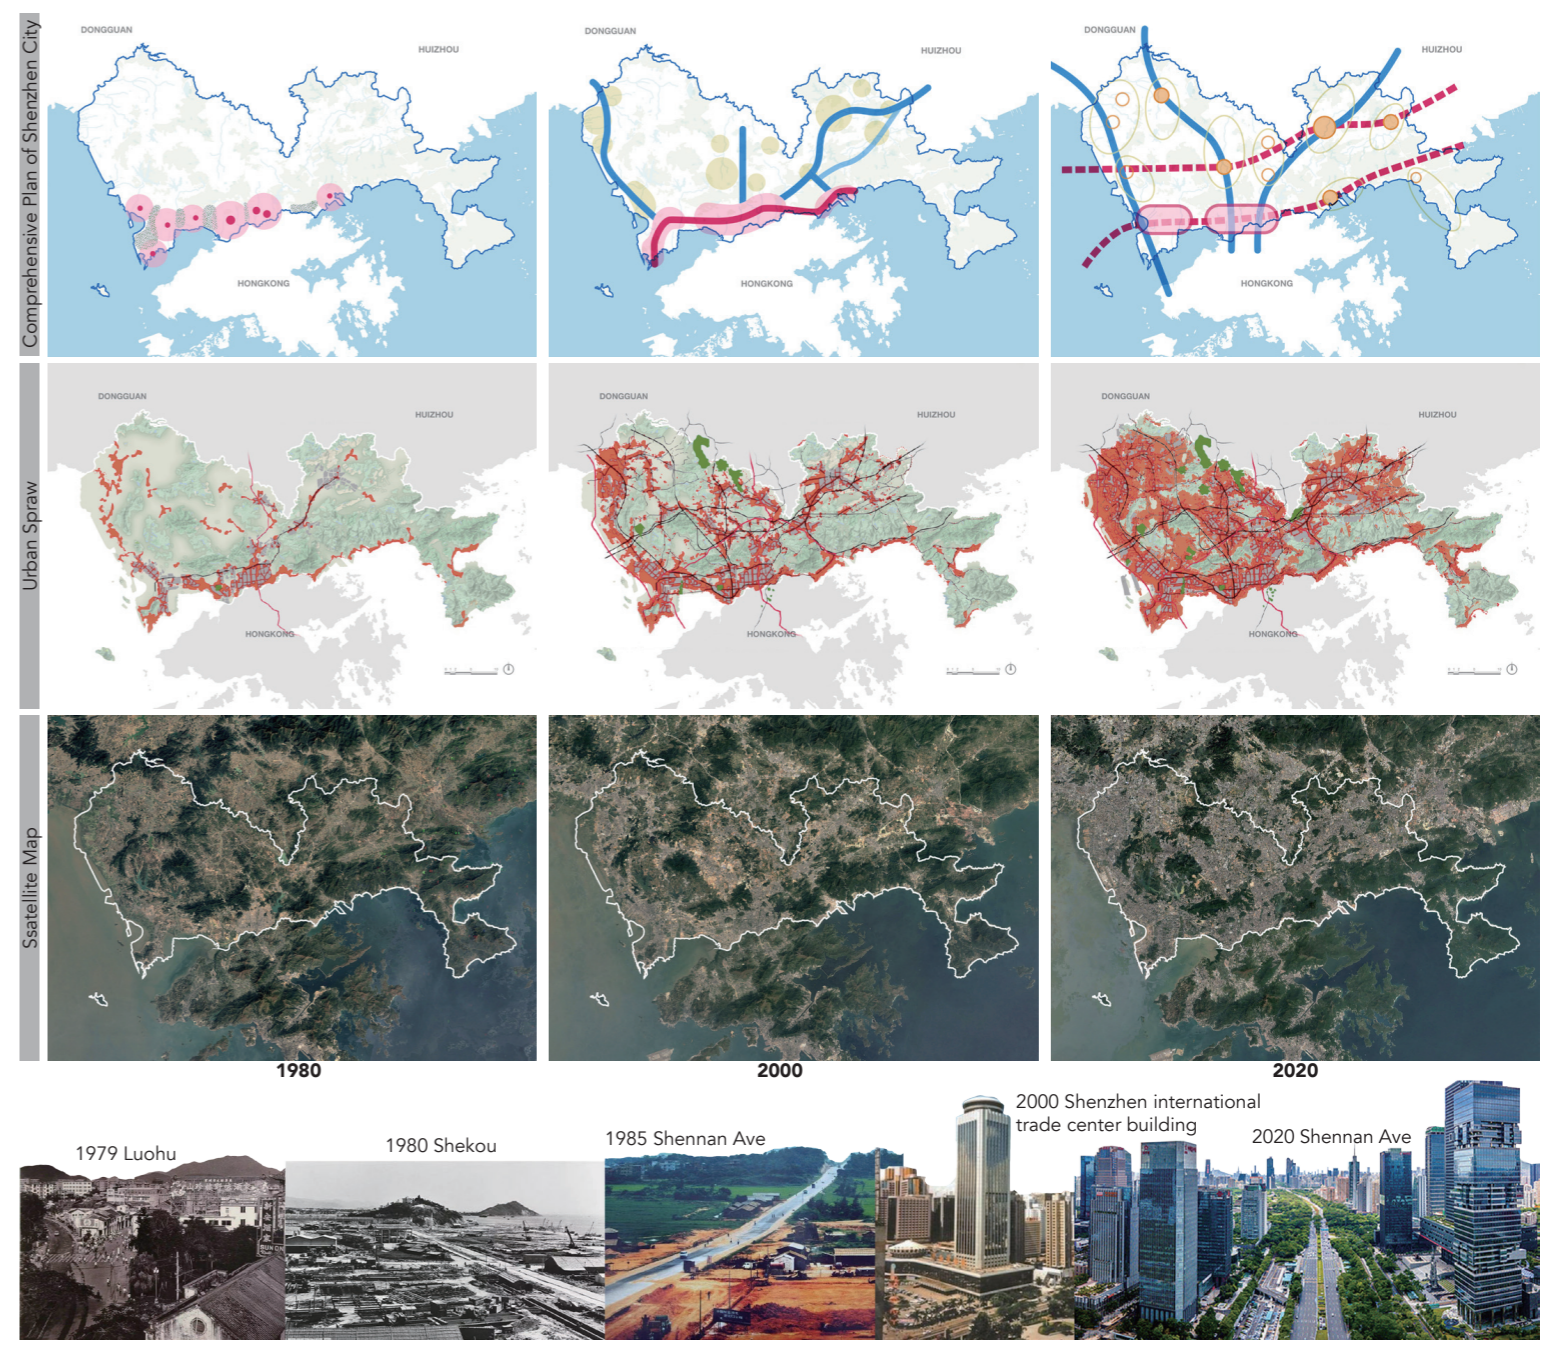 Comprehensive Plan of Shenzhen City
DONGGUAN
HUIZHOU
HONGKONG
DONGGUAN
HUIZHOU
HONGKONG
DONGGUAN
HUIZHOU
HONGKONG
Urban Spraw
DONGGUAN
HUIZHOU
HONGKONG
DONGGUAN
HUIZHOU
HONGKONG
DONGGUAN
HUIZHOU
HONGKONG
Ssatellite Map
1980
2000
2020
1979 Luohu
1980 Shekou
1985 Shennan Ave
2000 Shenzhen international
trade center building
2020 Shennan Ave